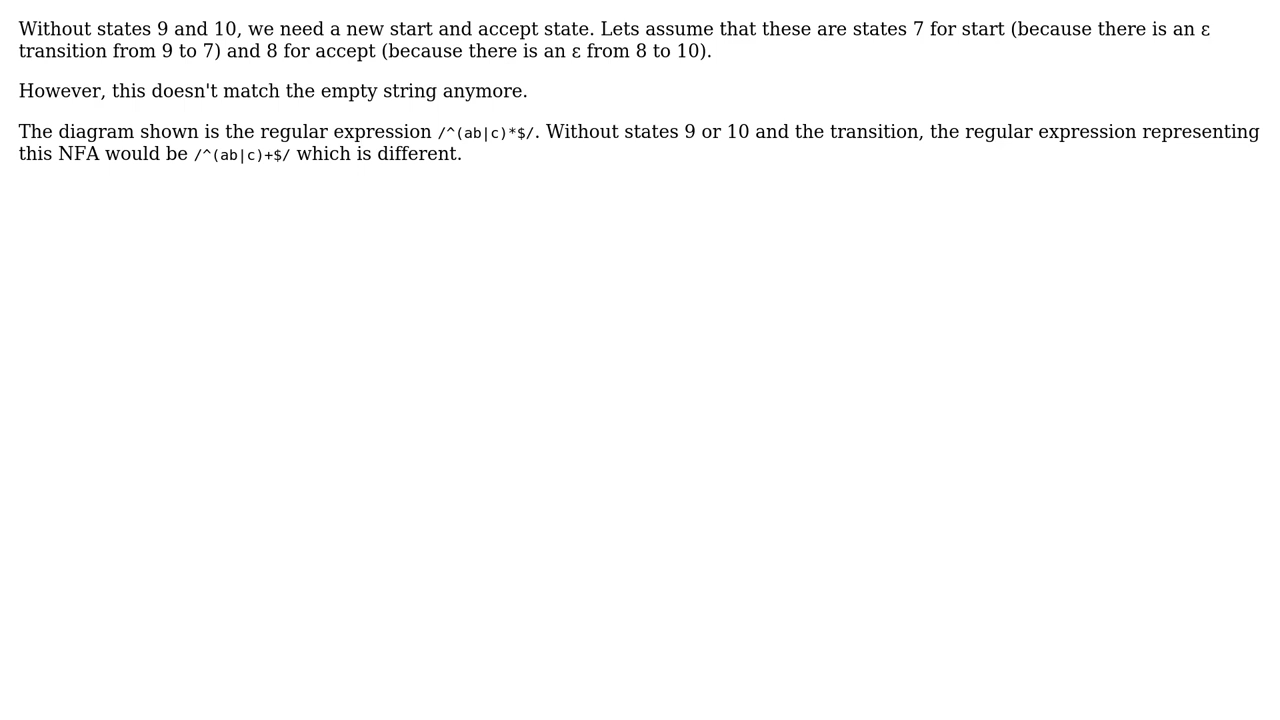 Without states 9 and 10, we need a new start and accept state. Lets assume that these are states 7 for start (because there is an ε
transition from 9 to 7) and 8 for accept (because there is an ε from 8 to 10).
However, this doesn't match the empty string anymore.
The diagram shown is the regular expression /^(ab|c)*$/. Without states 9 or 10 and the transition, the regular expression representing
this NFA would be /^(ab|c)+$/ which is different.